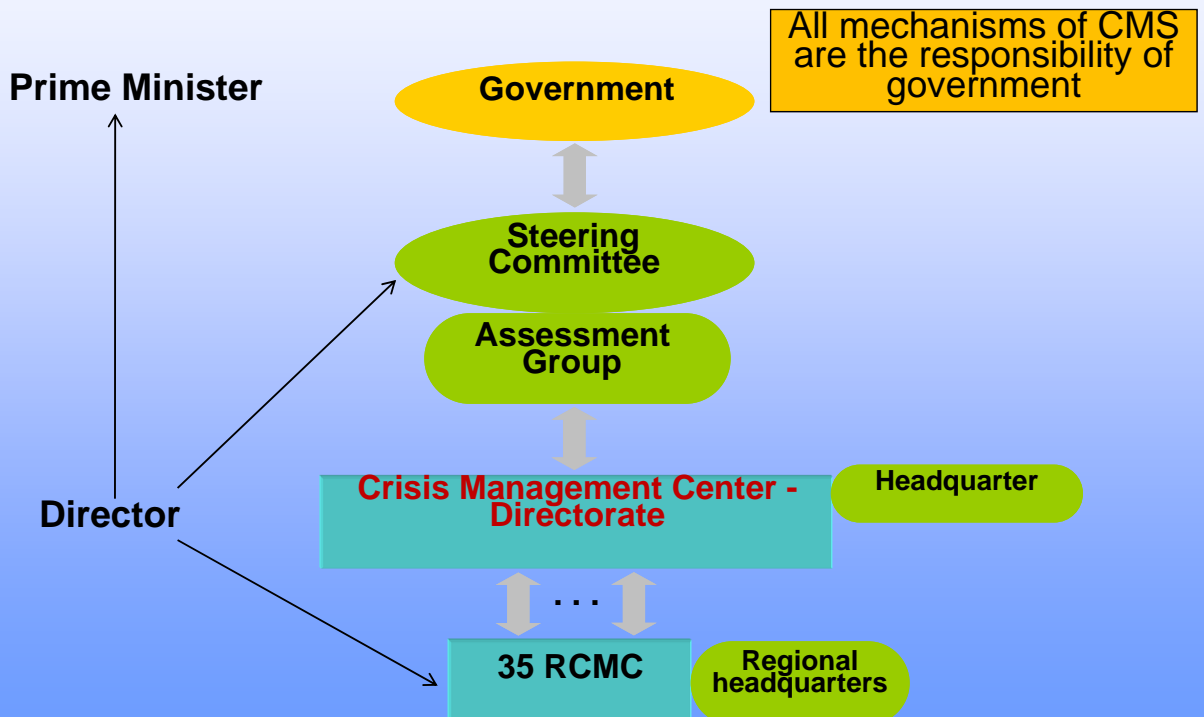 All mechanisms of CMS
are the responsibility of
government
Prime Minister
Government
Steering
Committee
Assessment
Group
Crisis Management Center -
Directorate
Headquarter
Director
. . .
35 RCMC
Regional
headquarters